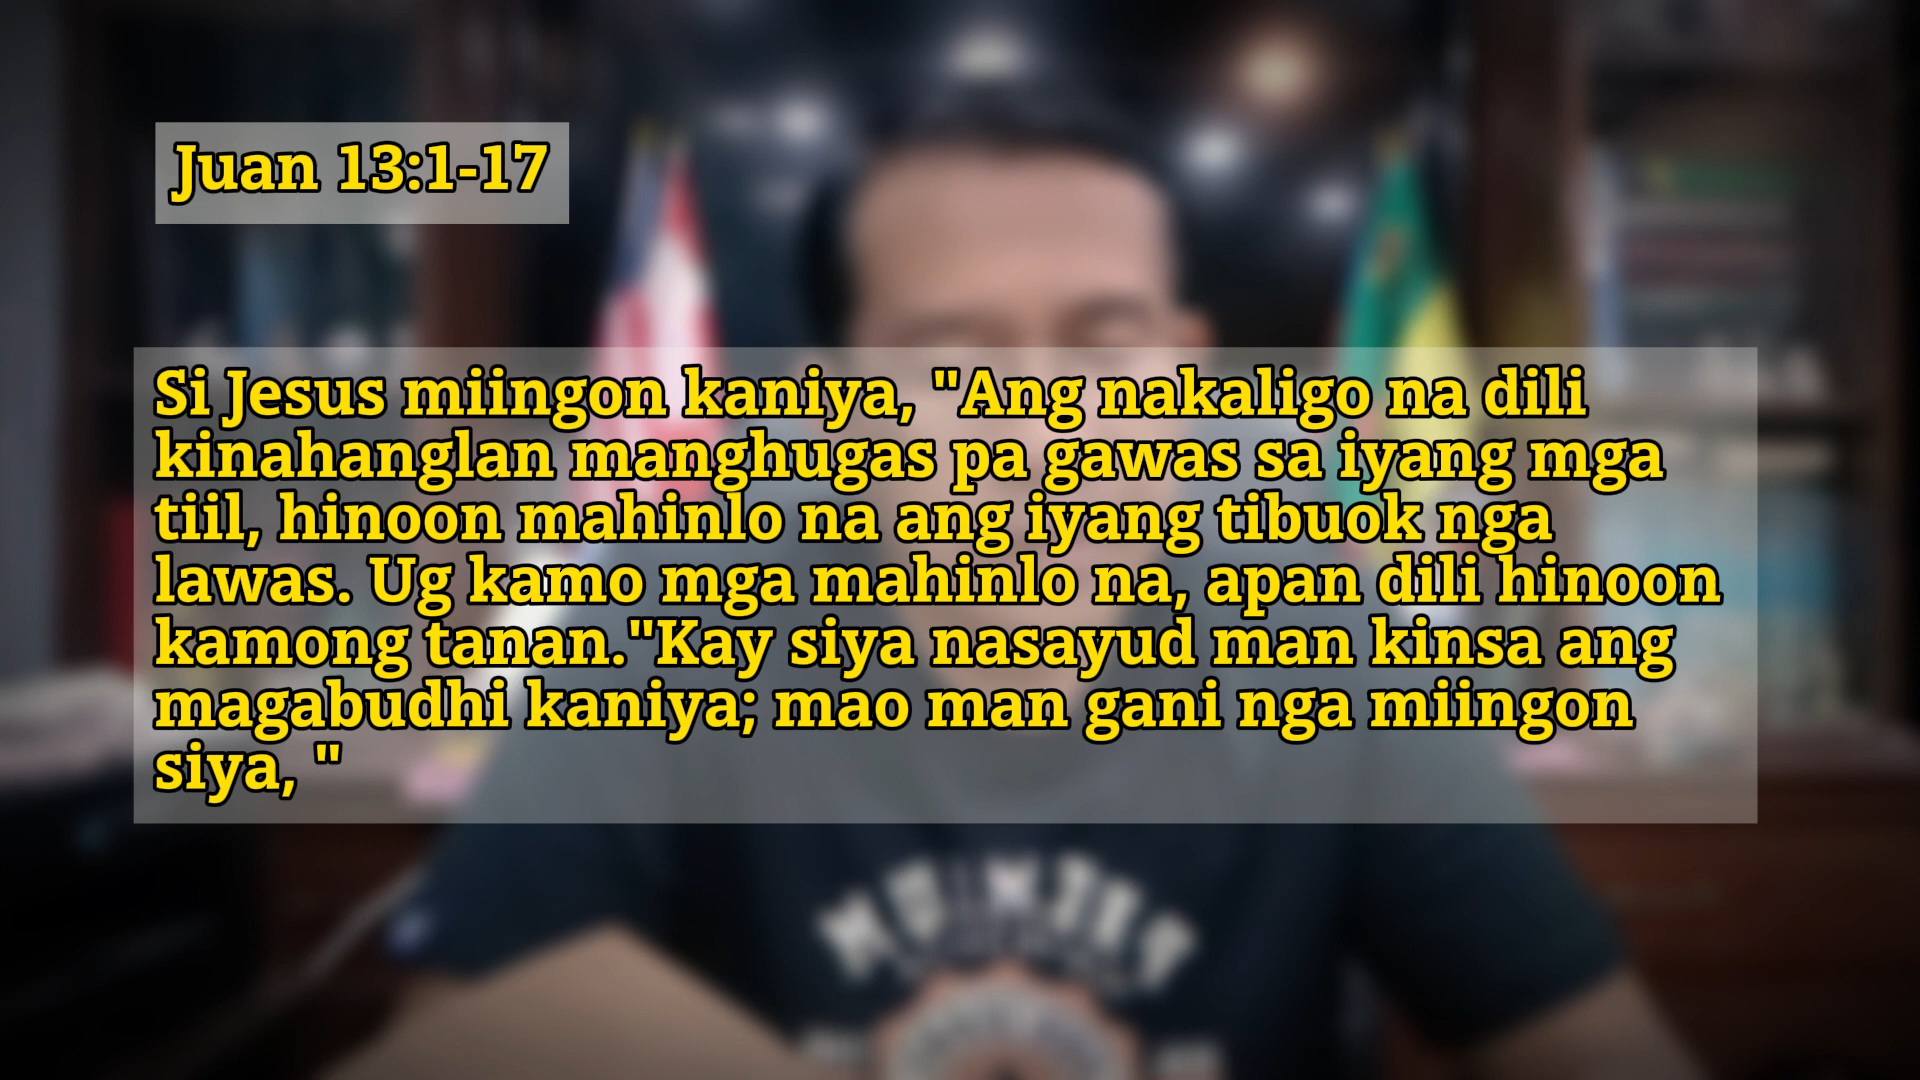 Juan 13:1-17
Si Jesus miingon kaniya, "Ang nakaligo na dili
kinahanglan manghugas pa gawas sa iyang mga
tiil, hinoon mahinlo na ang iyang tibuok nga
lawas. Ug kamo mga mahinlo na, apan dili hinoon
kamong tanan."Kay siya nasayud man kinsa ang
magabudhi kaniya; mao man gani nga miingon
siya, "